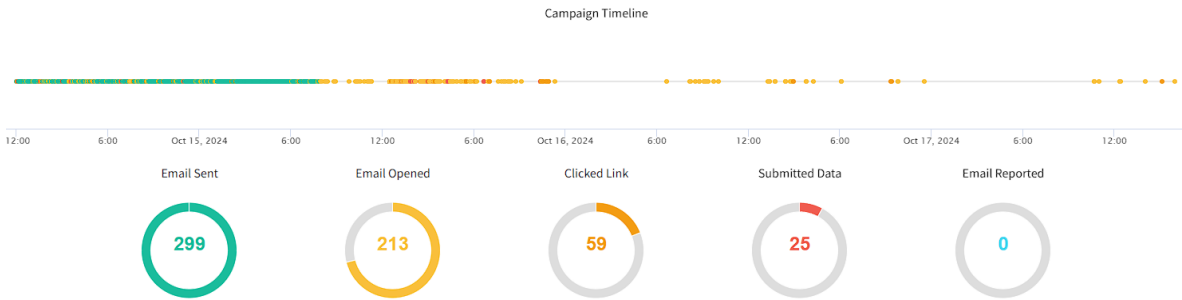 Campaign Timeline
12:00 6:00 Oct 15, 2024 6:00 12:00 6:00 Oct 16, 2024 6:00 12:00 6:00 Oct 17, 2024 6:00 12:00
Email Sent Email Opened Clicked Link Submitted Data Email Reported
299 213 59 25 0